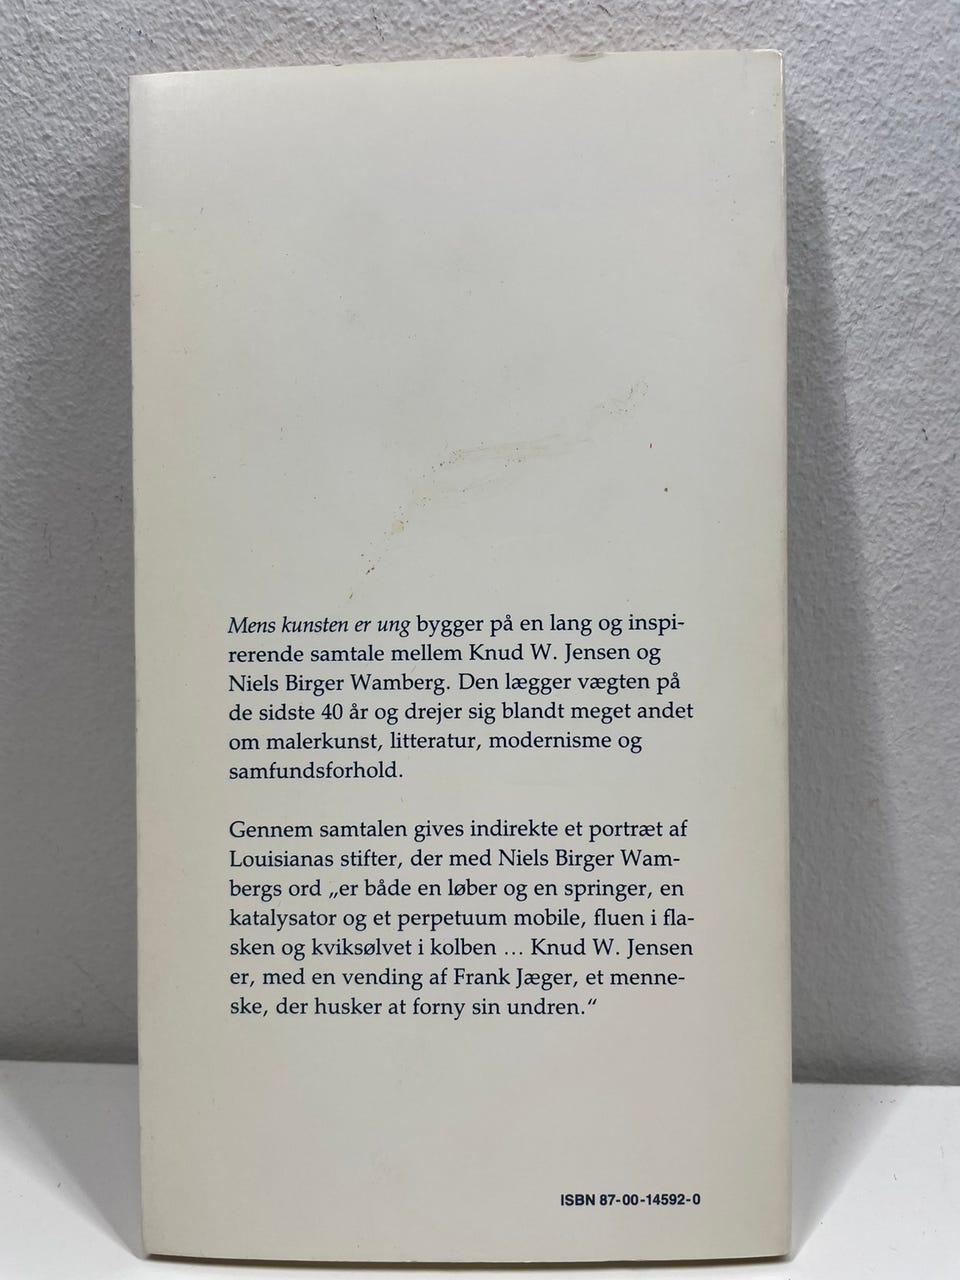 Mens kunsten er ung bygger på en lang og inspi-
rerende samtale mellem Knud W. Jensen og
Niels Birger Wamberg. Den lægger vægten på
de sidste 40 år og drejer sig blandt meget andet
om malerkunst, litteratur, modernisme og
samfundsforhold.
Gennem samtalen gives indirekte et portræt af
Louisianas stifter, der med Niels Birger Wam-
bergs ord „er både en løber og en springer, en
katalysator og et perpetuum mobile, fluen i fla-
sken og kviksølvet i kolben ... Knud W. Jensen
er, med en vending af Frank Jæger, et menne-
ske, der husker at forny sin undren.“
ISBN 87-00-14592-0